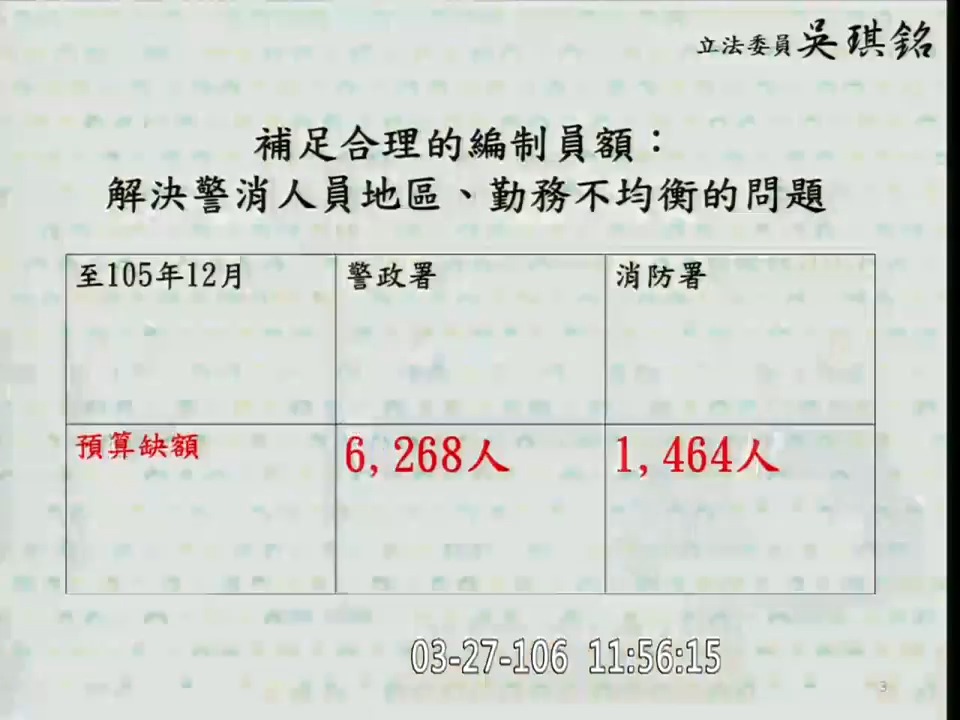 立法委員吳琪銘
補足合理的編制員額：
解決警消人員地區、勤務不均衡的問題
至105年12月 警政署 消防署
預算缺額 6,268人 1,464人
03-27-106 11:56:15
3